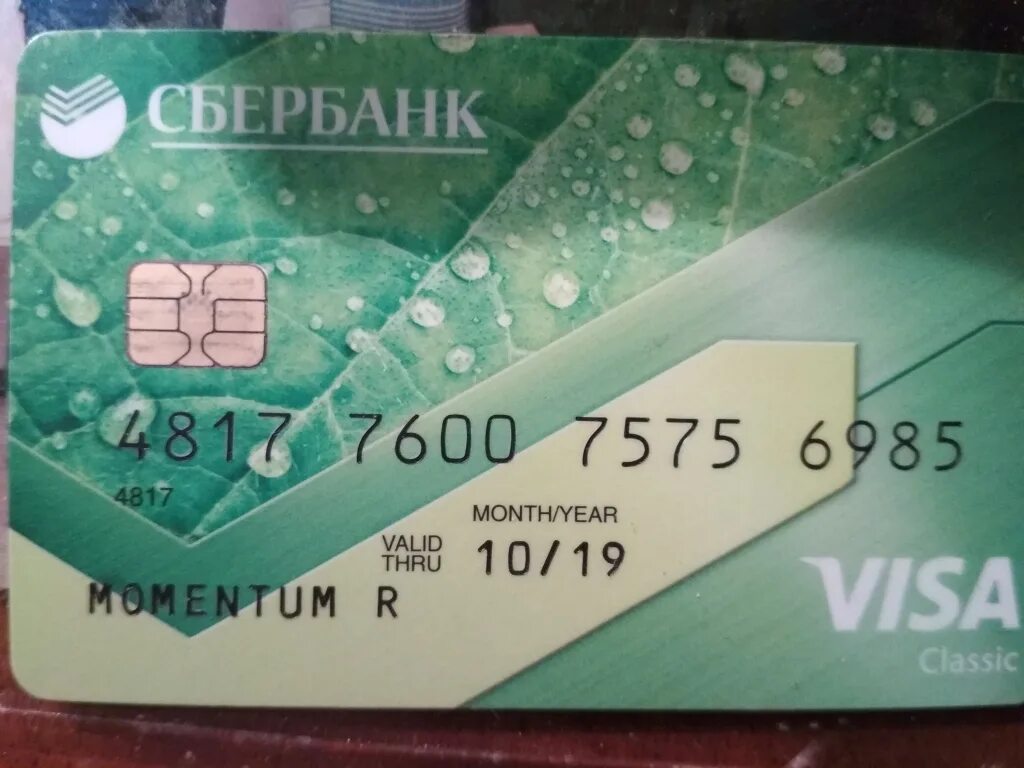 СБЕРБАНК
4817 7600 7575 6985
4817
MONTH/YEAR
VALID THRU 10/19
MOMENTUM R
VISA
Classic